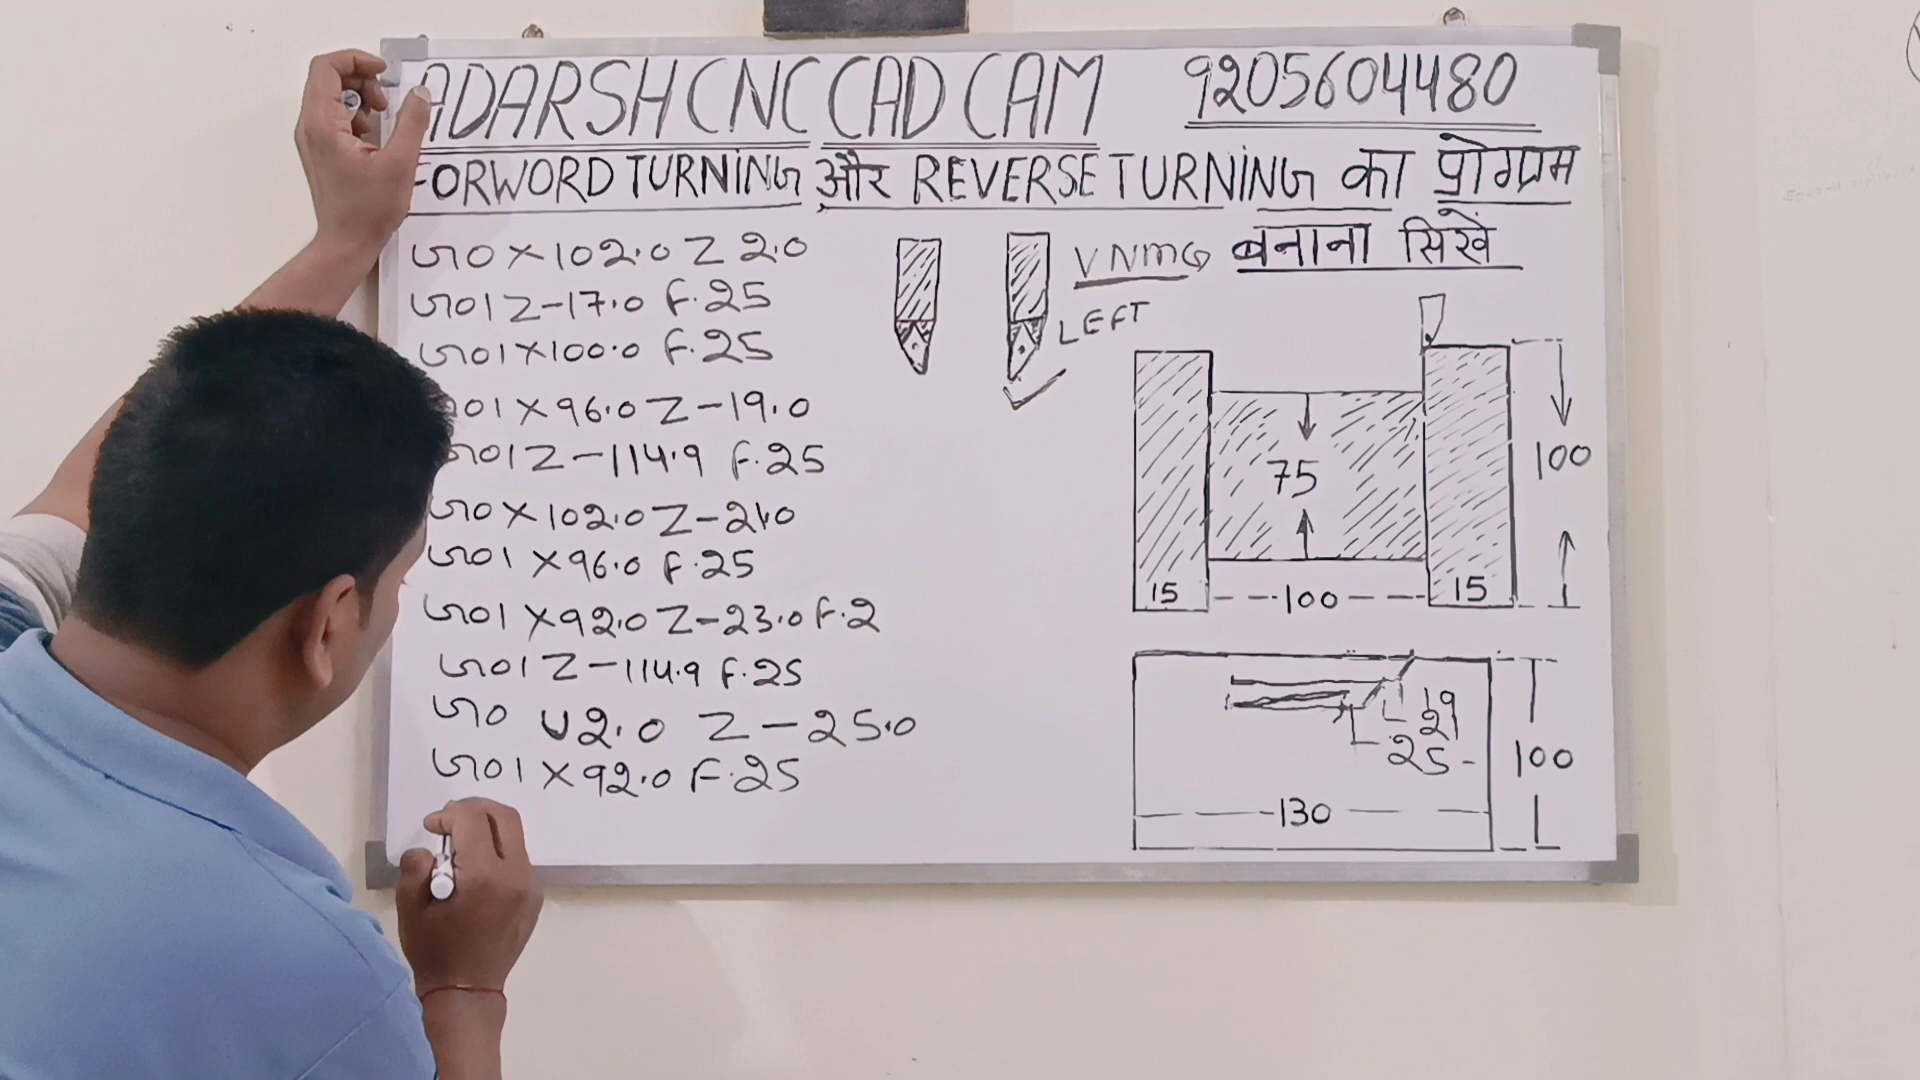 ADARSH CNC CAD CAM 9205604480
FORWORD TURNING और REVERSE TURNING का प्रोग्राम
बनाना सिखें
G0 X102.0 Z 2.0
G01 Z-17.0 F.25
G01 X100.0 F.25
G01 X96.0 Z-19.0
G01 Z-114.9 F.25
G0 X102.0 Z-21.0
G01 X96.0 F.25
G01 X92.0 Z-23.0 F.2
G01 Z-114.9 F.25
G0 U2.0 Z-25.0
G01 X92.0 F.25
VNMG
LEFT
75
100
15
100
15
19
21
25
100
130